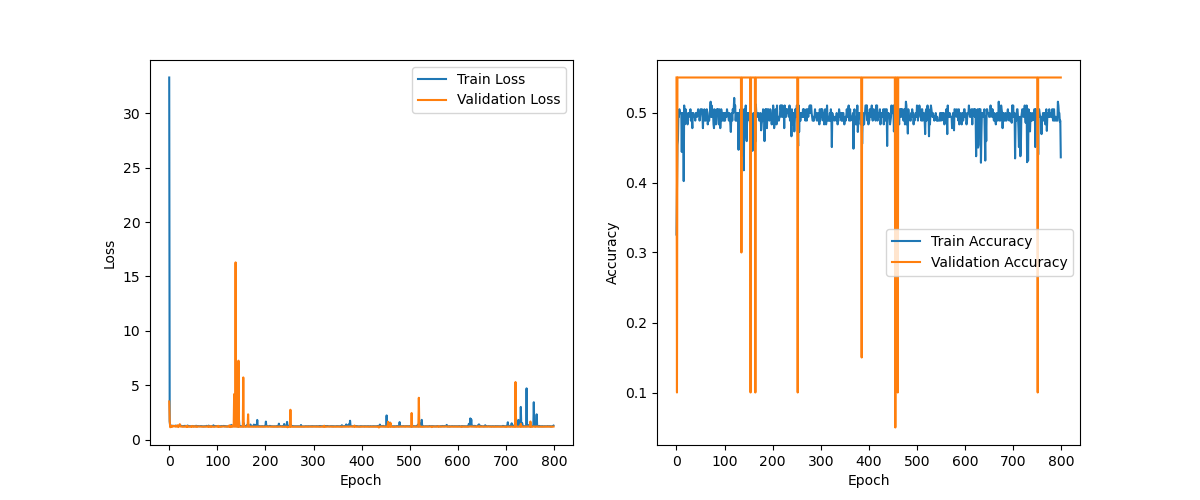 Train Loss
Validation Loss
Loss
30
25
20
15
10
5
0
0 100 200 300 400 500 600 700 800
Epoch
Train Accuracy
Validation Accuracy
Accuracy
0.5
0.4
0.3
0.2
0.1
0 100 200 300 400 500 600 700 800
Epoch